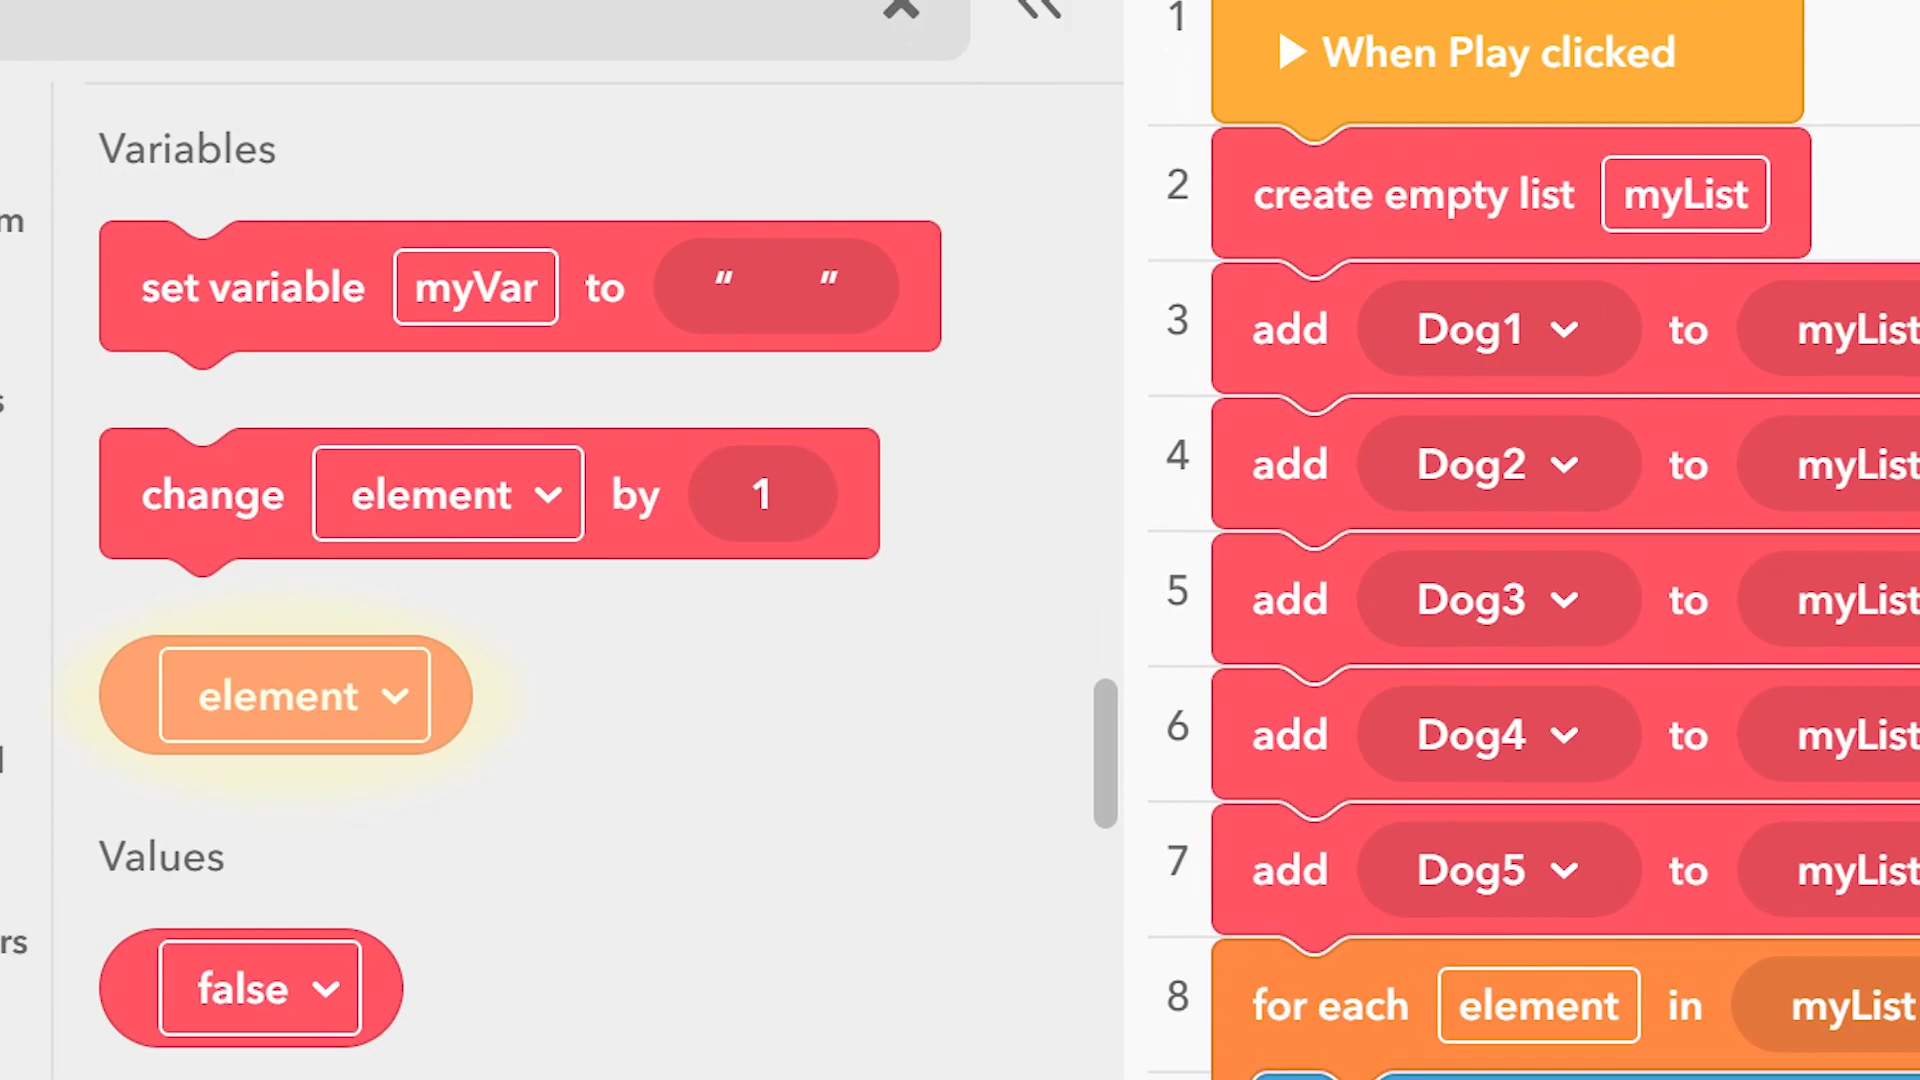 Variables
set variable myVar to “ ”
change element by 1
element
Values
false
m
s
rs
1
When Play clicked
2
create empty list myList
3
add Dog1 to myList
4
add Dog2 to myList
5
add Dog3 to myList
6
add Dog4 to myList
7
add Dog5 to myList
8
for each element in myList